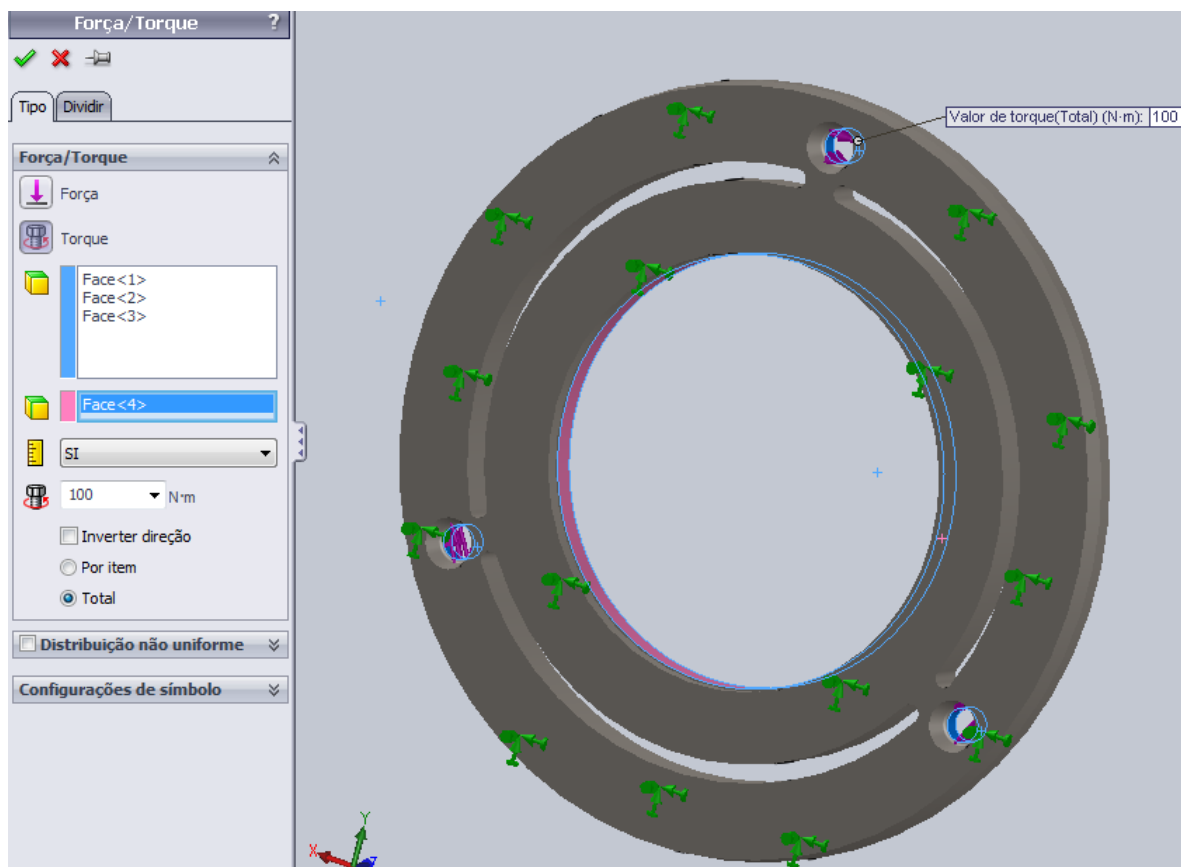 Força/Torque ?
Tipo Dividir
Força/Torque
Força
Torque
Face<1>
Face<2>
Face<3>
Face<4>
SI
100 N·m
Inverter direção
Por item
Total
Distribuição não uniforme
Configurações de símbolo
Valor de torque(Total) (N·m): 100
Y
X
Z